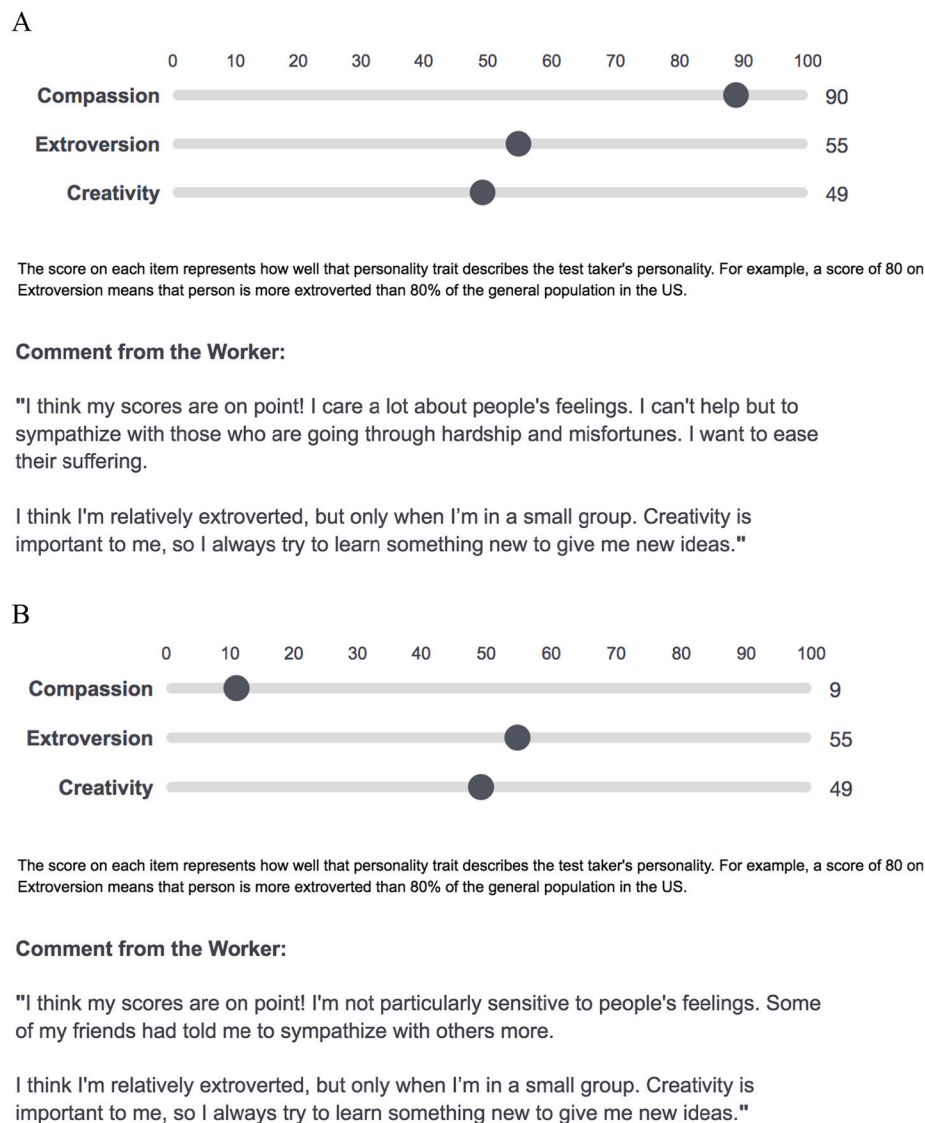 A
0 10 20 30 40 50 60 70 80 90 100
Compassion 90
Extroversion 55
Creativity 49
The score on each item represents how well that personality trait describes the test taker's personality. For example, a score of 80 on
Extroversion means that person is more extroverted than 80% of the general population in the US.
Comment from the Worker:
"I think my scores are on point! I care a lot about people's feelings. I can't help but to
sympathize with those who are going through hardship and misfortunes. I want to ease
their suffering.
I think I'm relatively extroverted, but only when I’m in a small group. Creativity is
important to me, so I always try to learn something new to give me new ideas."
B
0 10 20 30 40 50 60 70 80 90 100
Compassion 9
Extroversion 55
Creativity 49
The score on each item represents how well that personality trait describes the test taker's personality. For example, a score of 80 on
Extroversion means that person is more extroverted than 80% of the general population in the US.
Comment from the Worker:
"I think my scores are on point! I'm not particularly sensitive to people's feelings. Some
of my friends had told me to sympathize with others more.
I think I'm relatively extroverted, but only when I’m in a small group. Creativity is
important to me, so I always try to learn something new to give me new ideas."